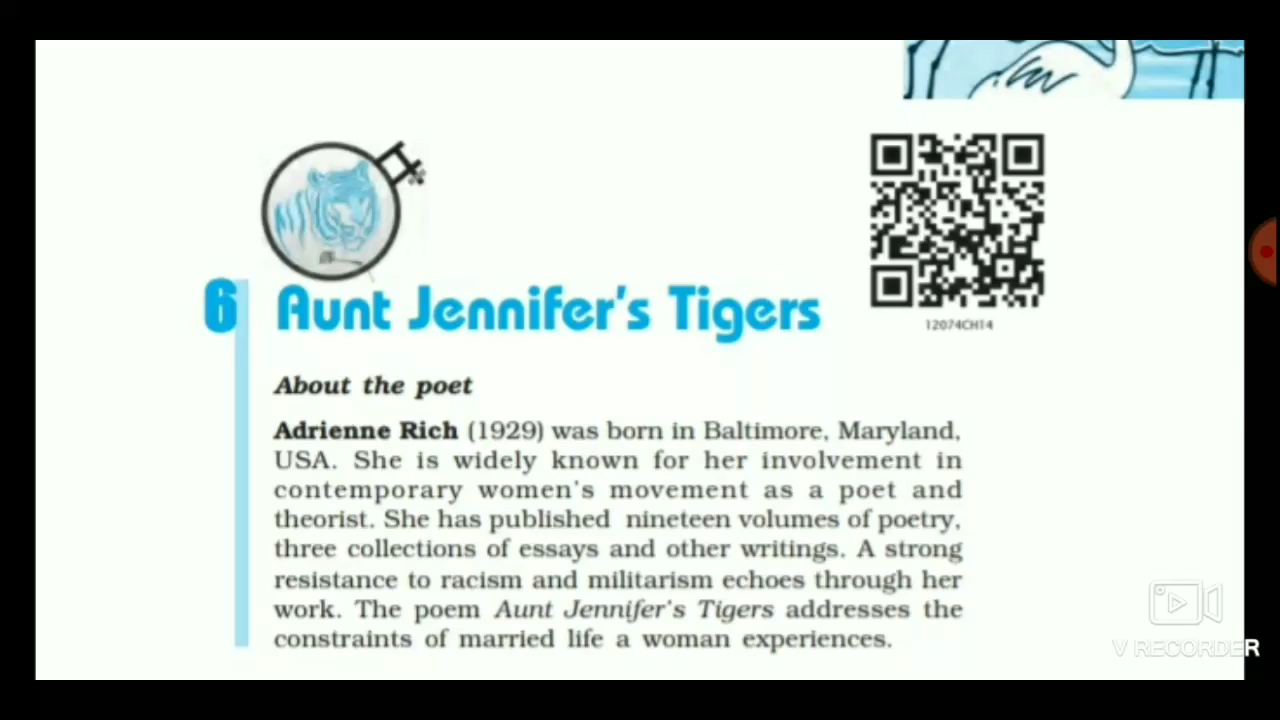 12074CH14
6 Aunt Jennifer's Tigers
About the poet
Adrienne Rich (1929) was born in Baltimore, Maryland,
USA. She is widely known for her involvement in
contemporary women's movement as a poet and
theorist. She has published nineteen volumes of poetry,
three collections of essays and other writings. A strong
resistance to racism and militarism echoes through her
work. The poem Aunt Jennifer's Tigers addresses the
constraints of married life a woman experiences.
V RECORDER